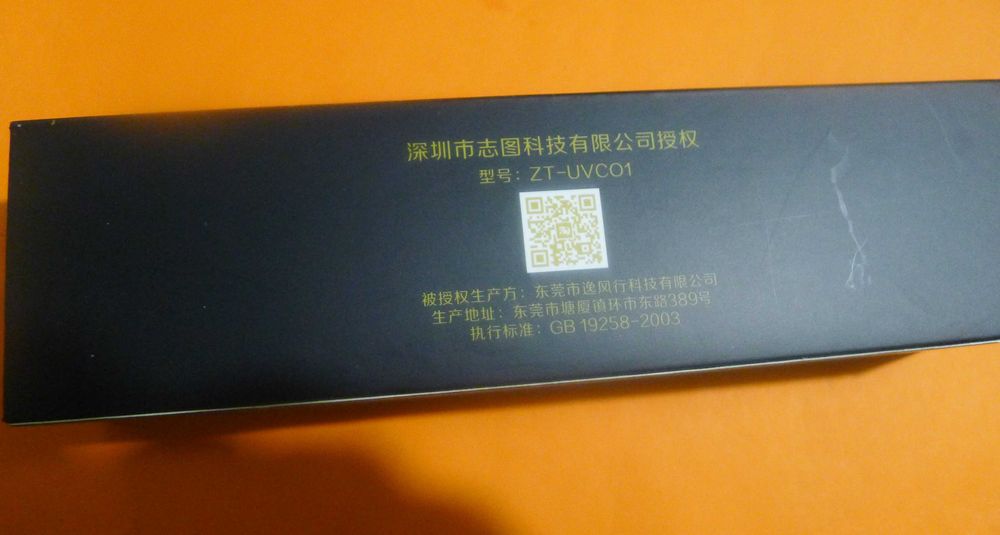 深圳市志图科技有限公司授权
型号：ZT-UVC01
被授权生产方：东莞市逸风行科技有限公司
生产地址：东莞市塘厦镇环市东路389号
执行标准：GB 19258-2003